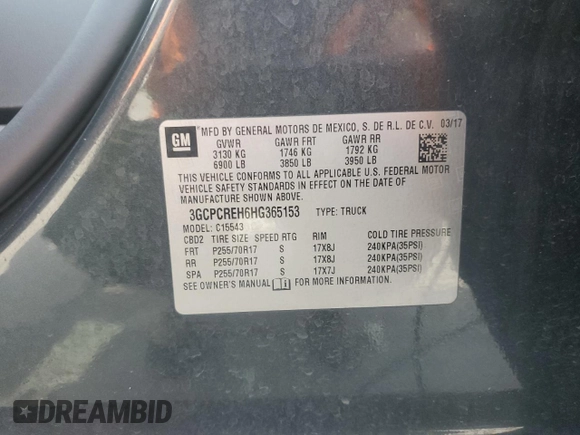 GM
MFD BY GENERAL MOTORS DE MEXICO, S. DE R.L. DE C.V. 03/17
GVWR GAWR FRT GAWR RR
3130 KG 1746 KG 1792 KG
6900 LB 3850 LB 3950 LB
THIS VEHICLE CONFORMS TO ALL APPLICABLE U.S. FEDERAL MOTOR
VEHICLE SAFETY STANDARDS IN EFFECT ON THE DATE OF
MANUFACTURE SHOWN ABOVE.
3GCPCREH6HG365153 TYPE: TRUCK
MODEL: C15543
CBD2 TIRE SIZE SPEED RTG RIM COLD TIRE PRESSURE
FRT P255/70R17 S 17X8J 240KPA(35PSI)
RR P255/70R17 S 17X8J 240KPA(35PSI)
SPA P255/70R17 S 17X7J 240KPA(35PSI)
SEE OWNER'S MANUAL FOR MORE INFORMATION.
DREAMBID